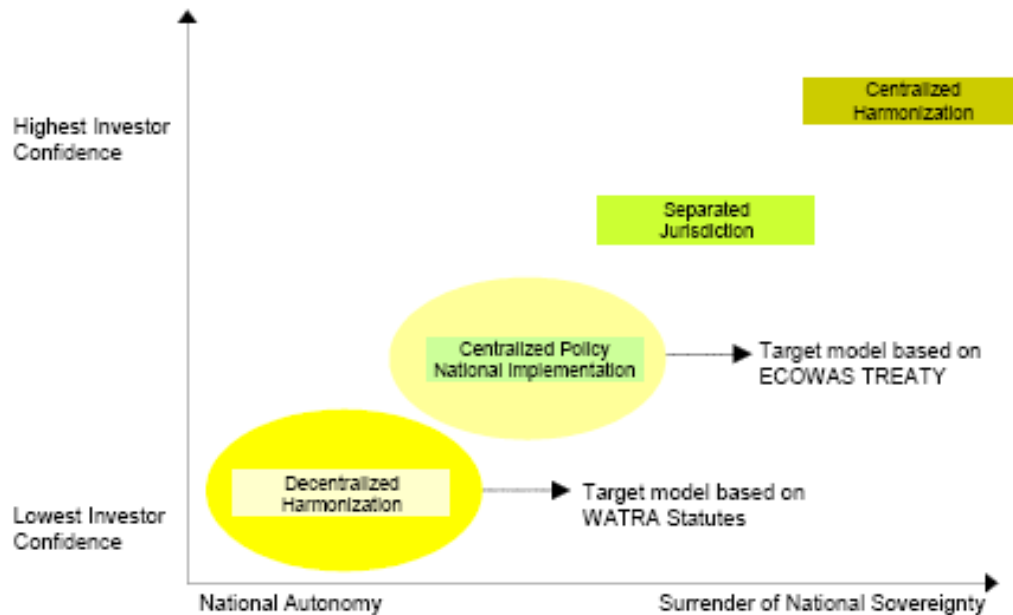 Centralized
Harmonization
Highest Investor
Confidence
Separated
Jurisdiction
Centralized Policy
National Implementation
Target model based on
ECOWAS TREATY
Decentralized
Harmonization
Target model based on
WATRA Statutes
Lowest Investor
Confidence
National Autonomy
Surrender of National Sovereignty